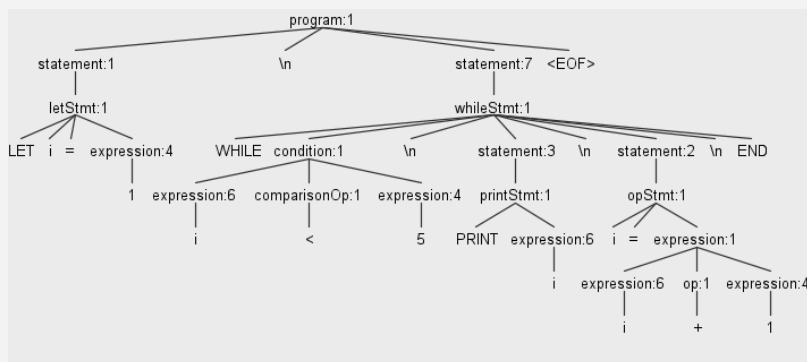 program:1
statement:1 \n statement:7 <EOF>
letStmt:1 whileStmt:1
LET i = expression:4 WHILE condition:1 \n statement:3 \n statement:2 \n END
1 expression:6 comparisonOp:1 expression:4 printStmt:1 opStmt:1
i < 5 PRINT expression:6 i = expression:1
i expression:6 op:1 expression:4
i + 1